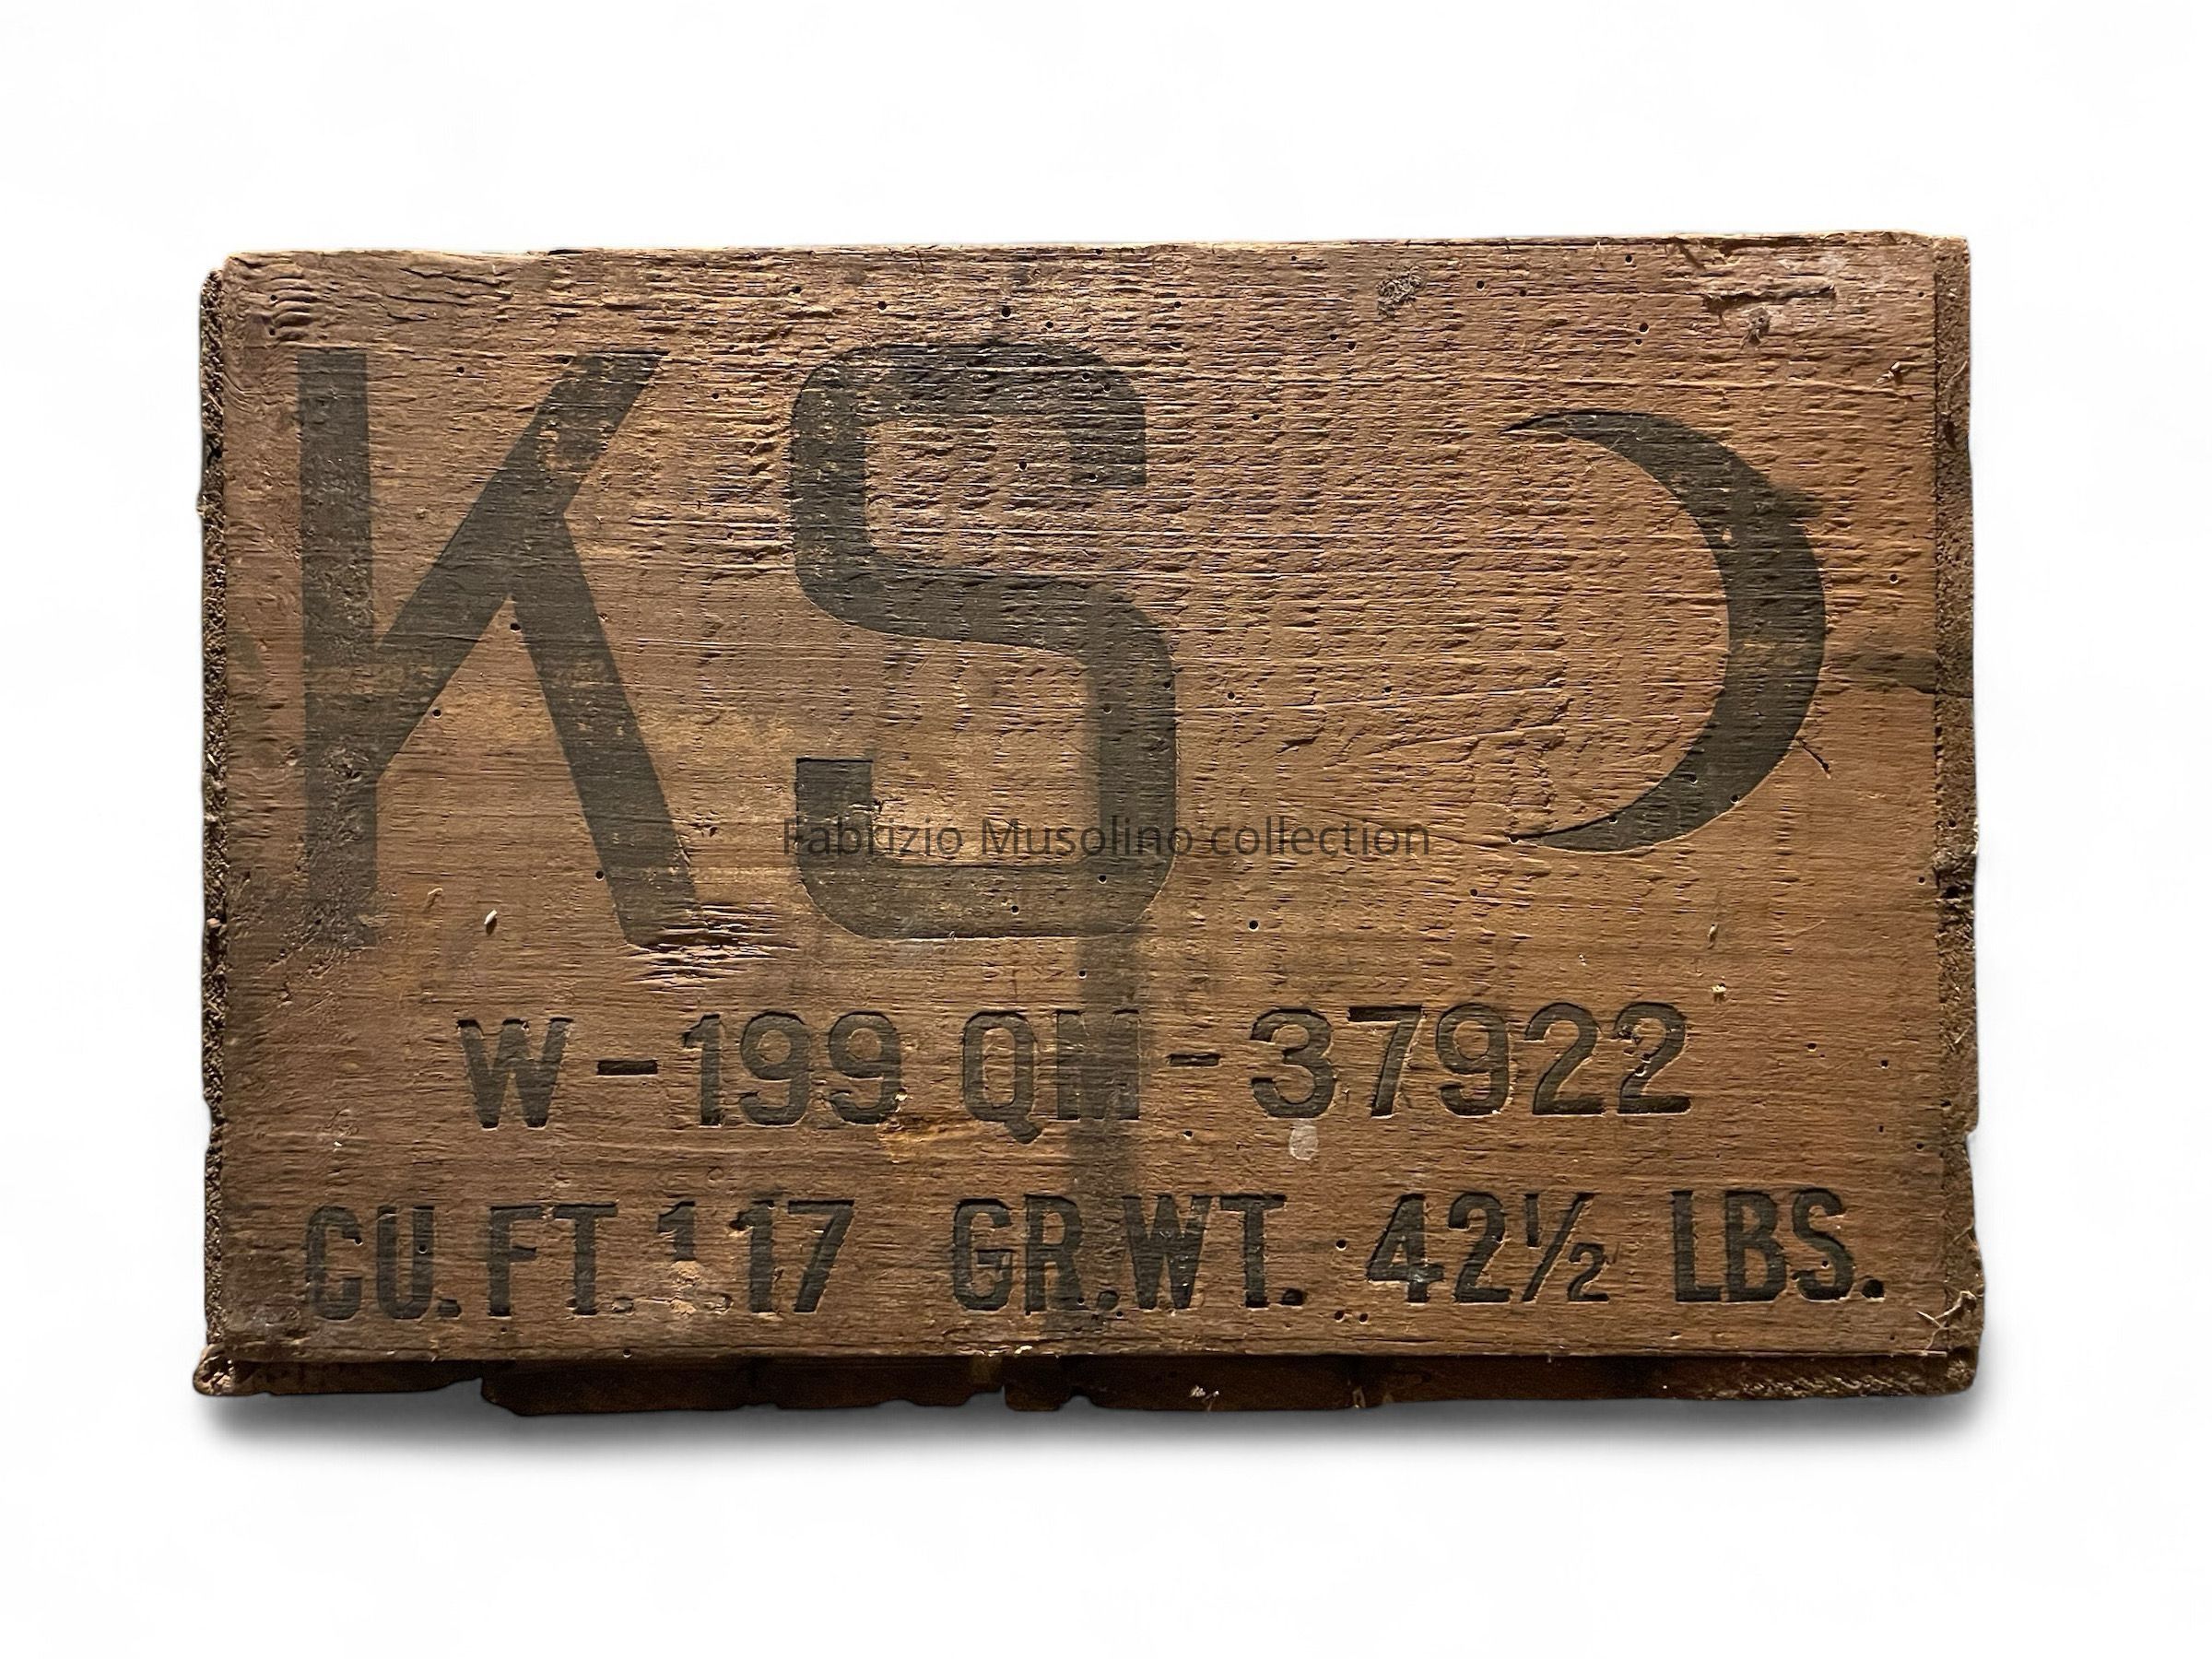 KS
Fabrizio Musolino collection
W-199 QM-37922
CU.FT. 1.17 GR.WT. 42½ LBS.